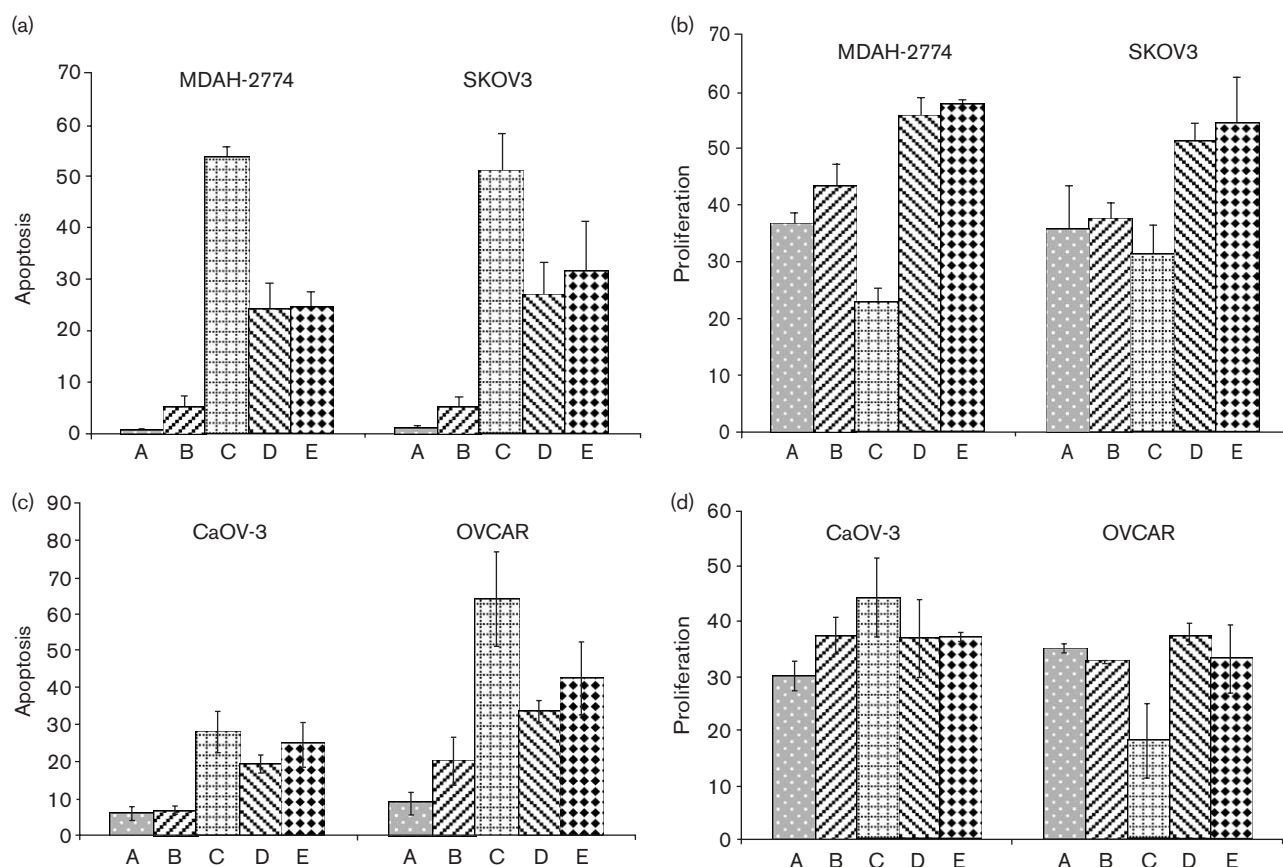 (a)
MDAH-2774 SKOV3
Apoptosis
70
60
50
40
30
20
10
0
A B C D E A B C D E
(b)
MDAH-2774 SKOV3
Proliferation
70
60
50
40
30
20
10
0
A B C D E A B C D E
(c)
CaOV-3 OVCAR
Apoptosis
90
80
70
60
50
40
30
20
10
0
A B C D E A B C D E
(d)
CaOV-3 OVCAR
Proliferation
60
50
40
30
20
10
0
A B C D E A B C D E